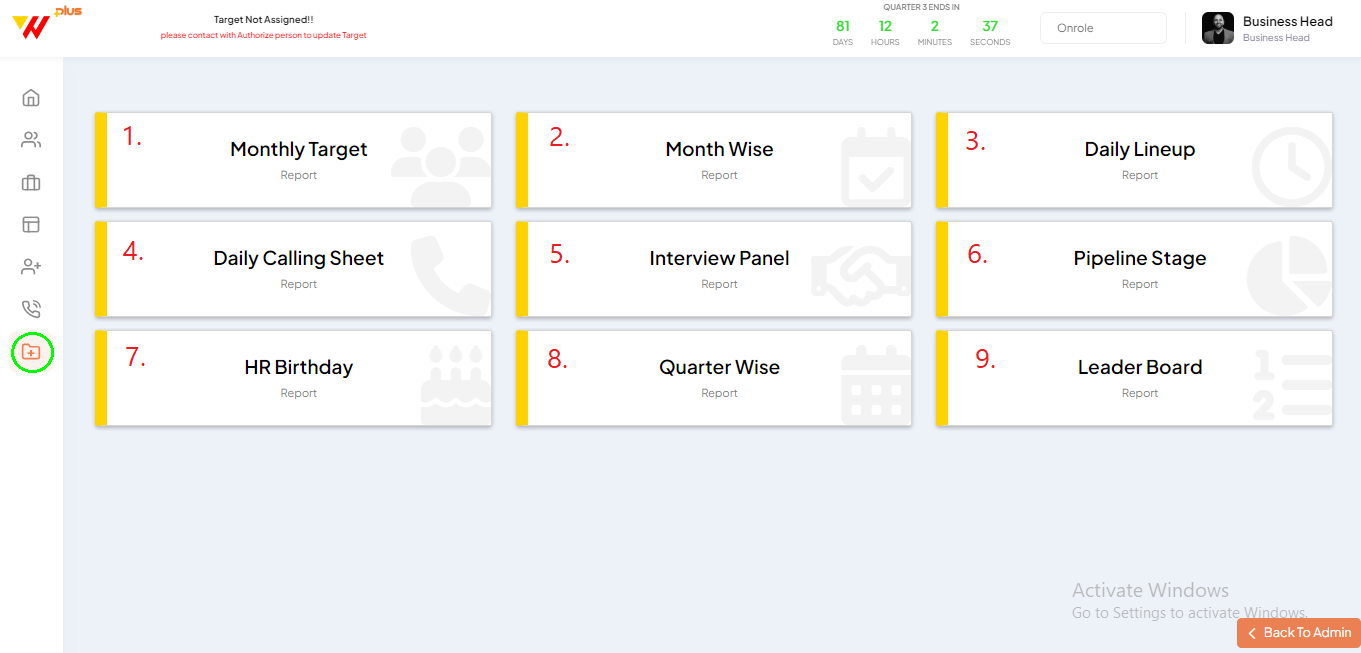 plus
Target Not Assigned!!
please contact with Authorize person to update Target
QUARTER 3 ENDS IN
81 12 2 37
DAYS HOURS MINUTES SECONDS
Onrole
Business Head
Business Head
1.
Monthly Target
Report
2.
Month Wise
Report
3.
Daily Lineup
Report
4.
Daily Calling Sheet
Report
5.
Interview Panel
Report
6.
Pipeline Stage
Report
7.
HR Birthday
Report
8.
Quarter Wise
Report
9.
Leader Board
Report
1
2
Activate Windows
Go to Settings to activate Windows.
Back To Admin